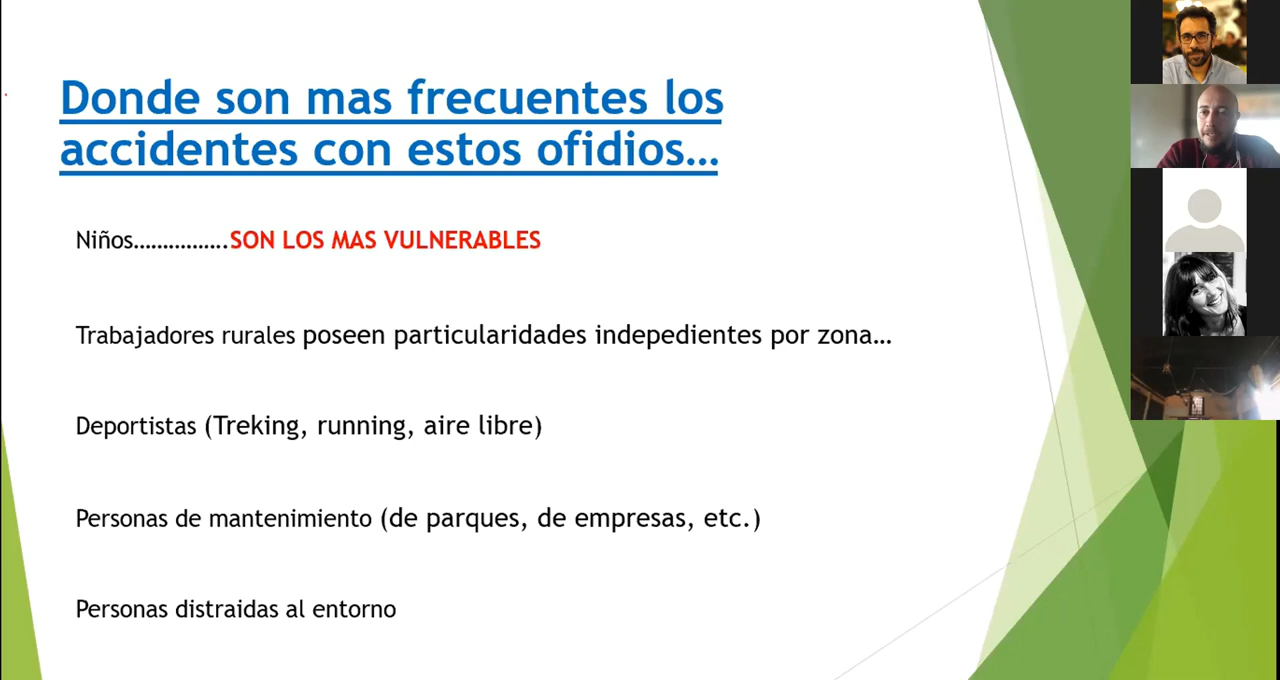 Donde son mas frecuentes los
accidentes con estos ofidios...
Niños...............SON LOS MAS VULNERABLES
Trabajadores rurales poseen particularidades indepedientes por zona...
Deportistas (Treking, running, aire libre)
Personas de mantenimiento (de parques, de empresas, etc.)
Personas distraidas al entorno